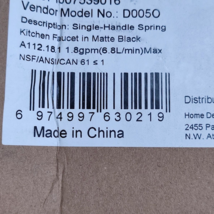 Vendor Model No.: D005O
Description: Single-Handle Spring
Kitchen Faucet in Matte Black
A112.18.1 1.8gpm(6.8L/min)Max
NSF/ANSI/CAN 61 ≤ 1
6 974997 630219
Made in China
Distribu
Home De
2455 Pa
N.W. At